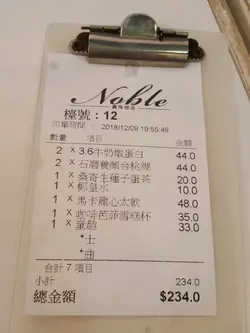 Noble
檯號：12
印單時間： 2018/12/09 19:55:49
數量 項目 金額
2 x 3.6牛奶燉蛋白 44.0
2 x 石磨養顏合桃糊 44.0
1 x 桑寄生蓮子蛋茶 20.0
1 x 椰皇水 10.0
1 x 馬卡龍心太軟 48.0
1 x 咖啡芭菲雪糕杯 35.0
1 x 童趣 33.0
*士
*曲
合計 7 項目
小計 234.0
總金額 $234.0